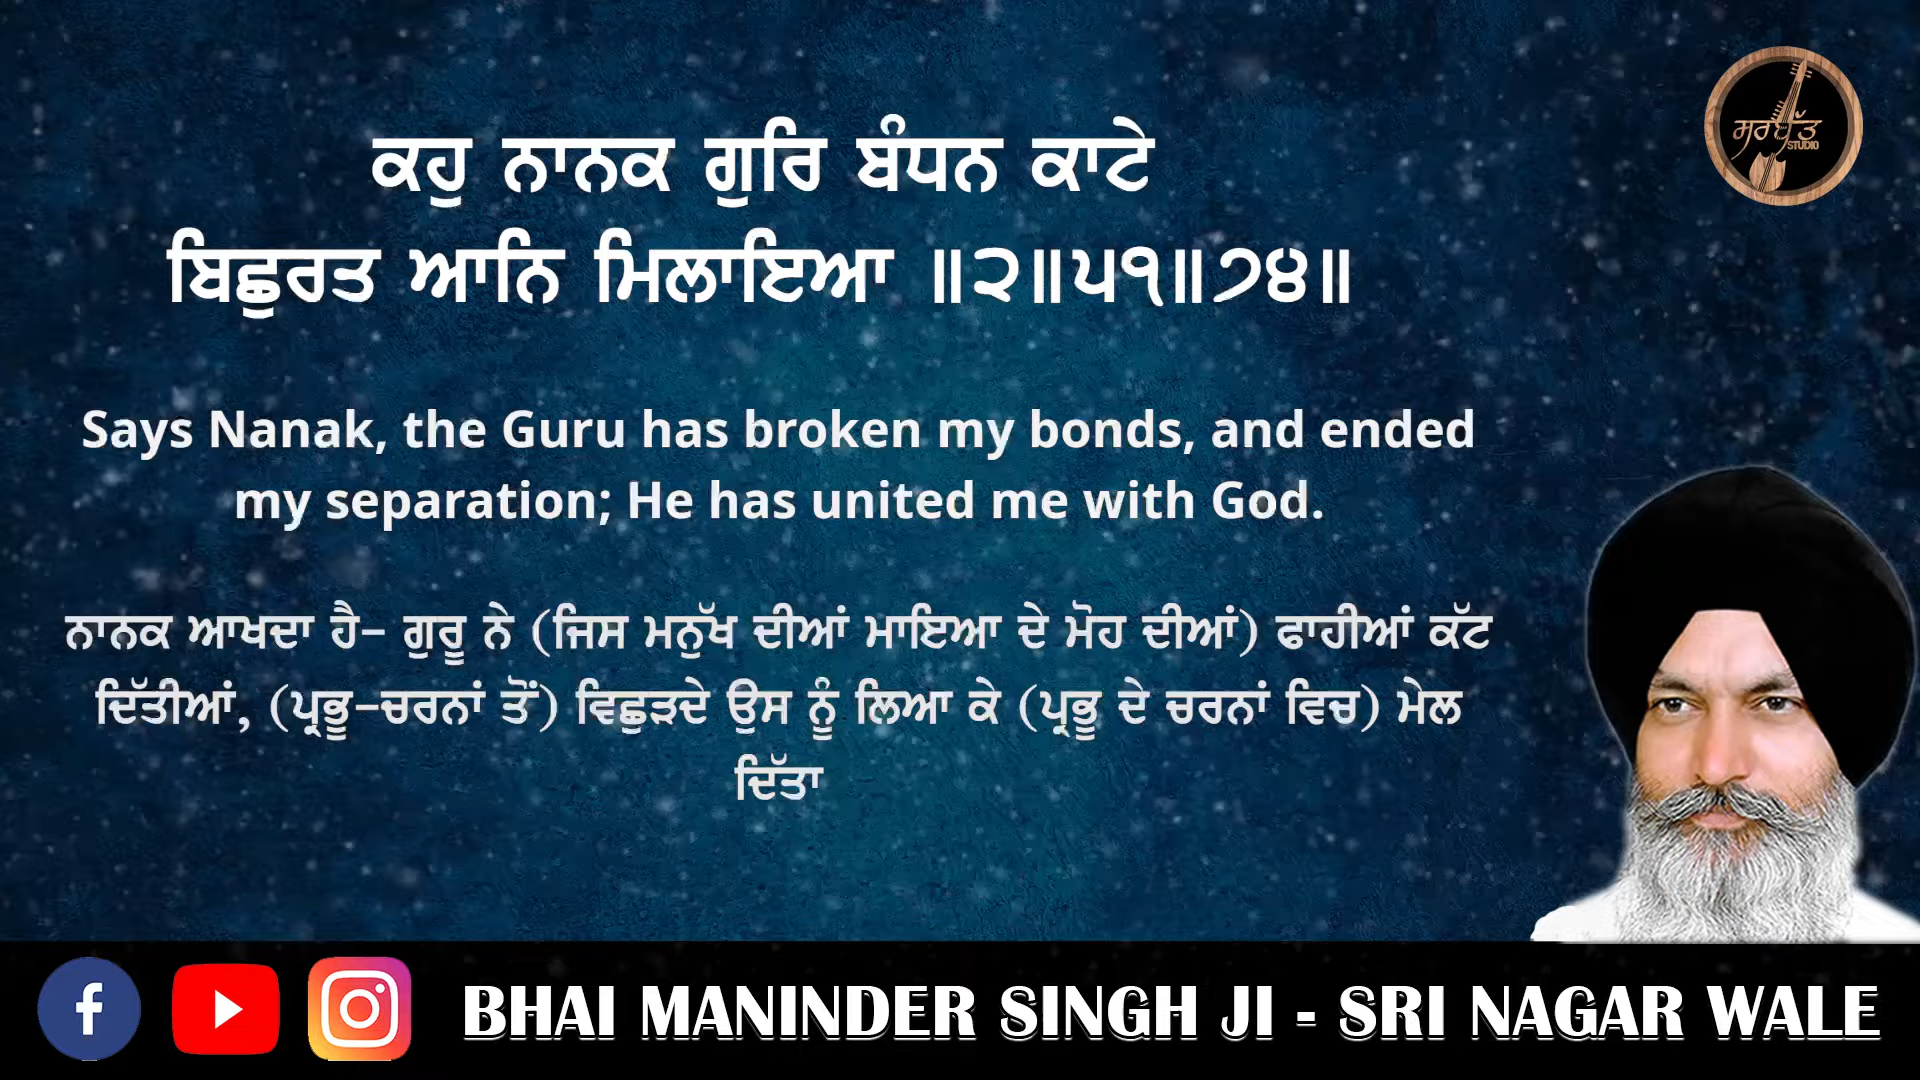 ਕਹੁ ਨਾਨਕ ਗੁਰਿ ਬੰਧਨ ਕਾਟੇ
ਬਿਛੁਰਤ ਆਨਿ ਮਿਲਾਇਆ ॥੨॥੫੧॥੭੪॥
Says Nanak, the Guru has broken my bonds, and ended
my separation; He has united me with God.
ਨਾਨਕ ਆਖਦਾ ਹੈ- ਗੁਰੂ ਨੇ (ਜਿਸ ਮਨੁੱਖ ਦੀਆਂ ਮਾਇਆ ਦੇ ਮੋਹ ਦੀਆਂ) ਫਾਹੀਆਂ ਕੱਟ
ਦਿੱਤੀਆਂ, (ਪ੍ਰਭੂ-ਚਰਨਾਂ ਤੋਂ) ਵਿਛੁੜਦੇ ਉਸ ਨੂੰ ਲਿਆ ਕੇ (ਪ੍ਰਭੂ ਦੇ ਚਰਨਾਂ ਵਿਚ) ਮੇਲ
ਦਿੱਤਾ
ਸਰਬੱਤ
STUDIO
BHAI MANINDER SINGH JI - SRI NAGAR WALE